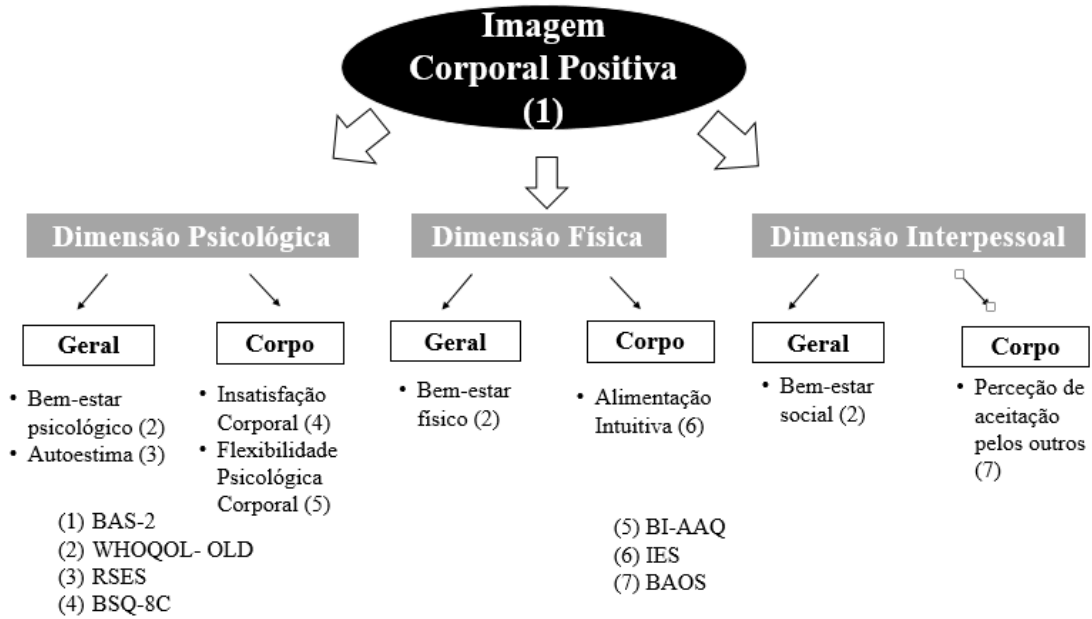 Imagem
Corporal Positiva
(1)
Dimensão Psicológica
Dimensão Física
Dimensão Interpessoal
Geral
Corpo
Geral
Corpo
Geral
Corpo
• Bem-estar
psicológico (2)
• Autoestima (3)
• Insatisfação
Corporal (4)
• Flexibilidade
Psicológica
Corporal (5)
• Bem-estar
físico (2)
• Alimentação
Intuitiva (6)
• Bem-estar
social (2)
• Perceção de
aceitação
pelos outros
(7)
(1) BAS-2
(2) WHOQOL- OLD
(3) RSES
(4) BSQ-8C
(5) BI-AAQ
(6) IES
(7) BAOS